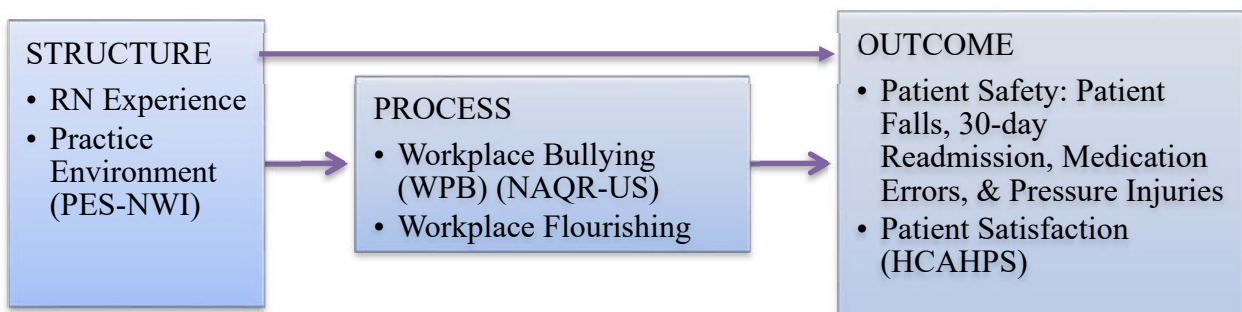 STRUCTURE
• RN Experience
• Practice
Environment
(PES-NWI)
PROCESS
• Workplace Bullying
(WPB) (NAQR-US)
• Workplace Flourishing
OUTCOME
• Patient Safety: Patient
Falls, 30-day
Readmission, Medication
Errors, & Pressure Injuries
• Patient Satisfaction
(HCAHPS)